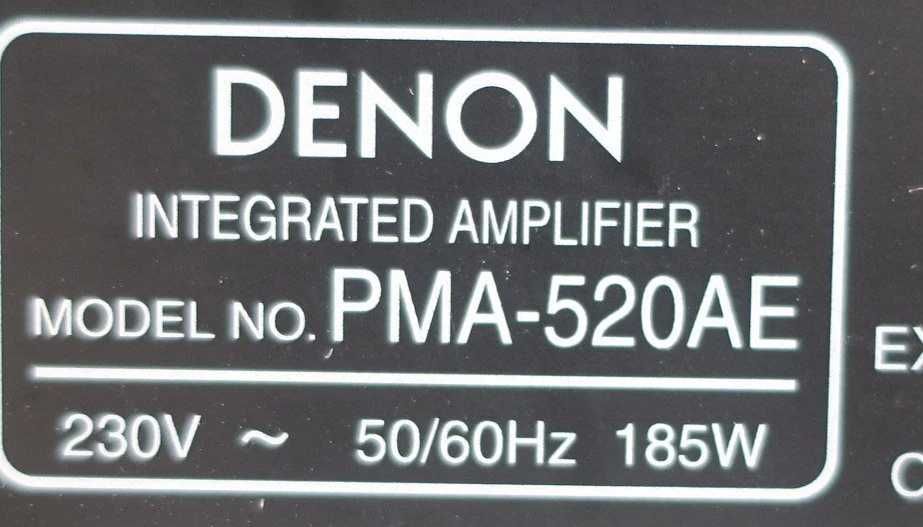 DENON
INTEGRATED AMPLIFIER
MODEL NO. PMA-520AE
230V ~ 50/60Hz 185W